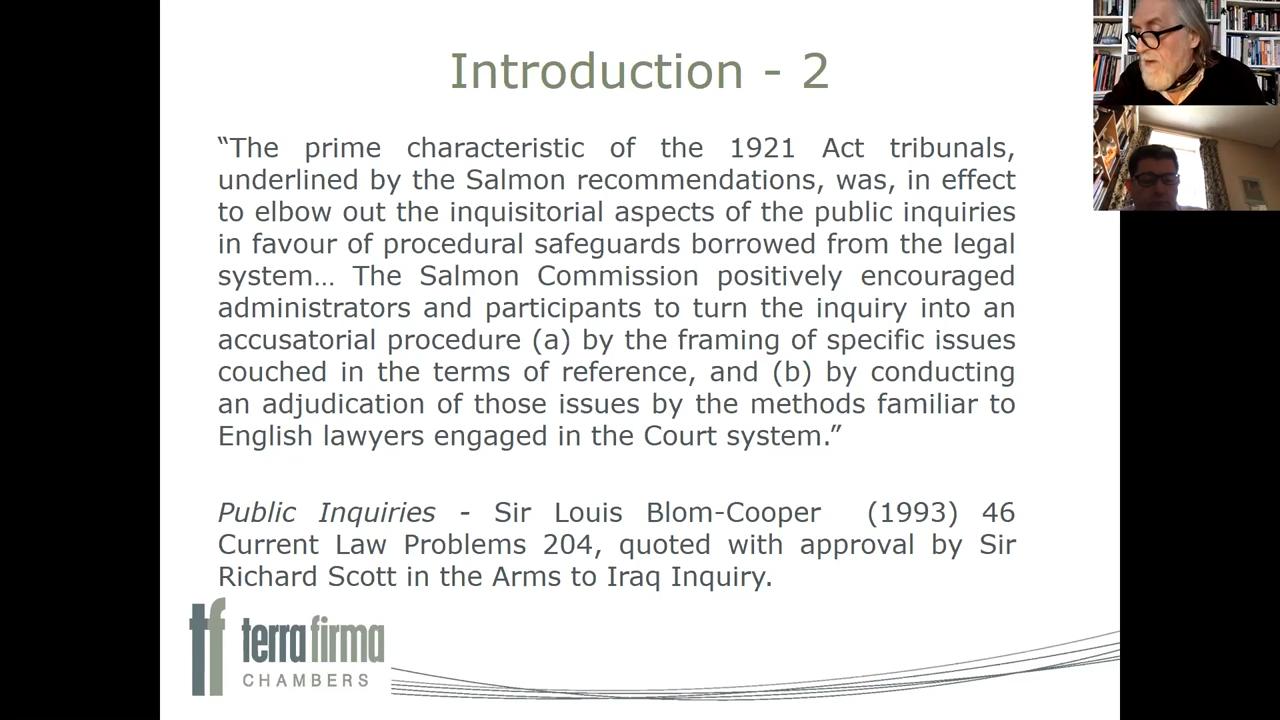 Introduction - 2
“The prime characteristic of the 1921 Act tribunals,
underlined by the Salmon recommendations, was, in effect
to elbow out the inquisitorial aspects of the public inquiries
in favour of procedural safeguards borrowed from the legal
system… The Salmon Commission positively encouraged
administrators and participants to turn the inquiry into an
accusatorial procedure (a) by the framing of specific issues
couched in the terms of reference, and (b) by conducting
an adjudication of those issues by the methods familiar to
English lawyers engaged in the Court system.”
Public Inquiries - Sir Louis Blom-Cooper (1993) 46
Current Law Problems 204, quoted with approval by Sir
Richard Scott in the Arms to Iraq Inquiry.
tf terra firma
CHAMBERS